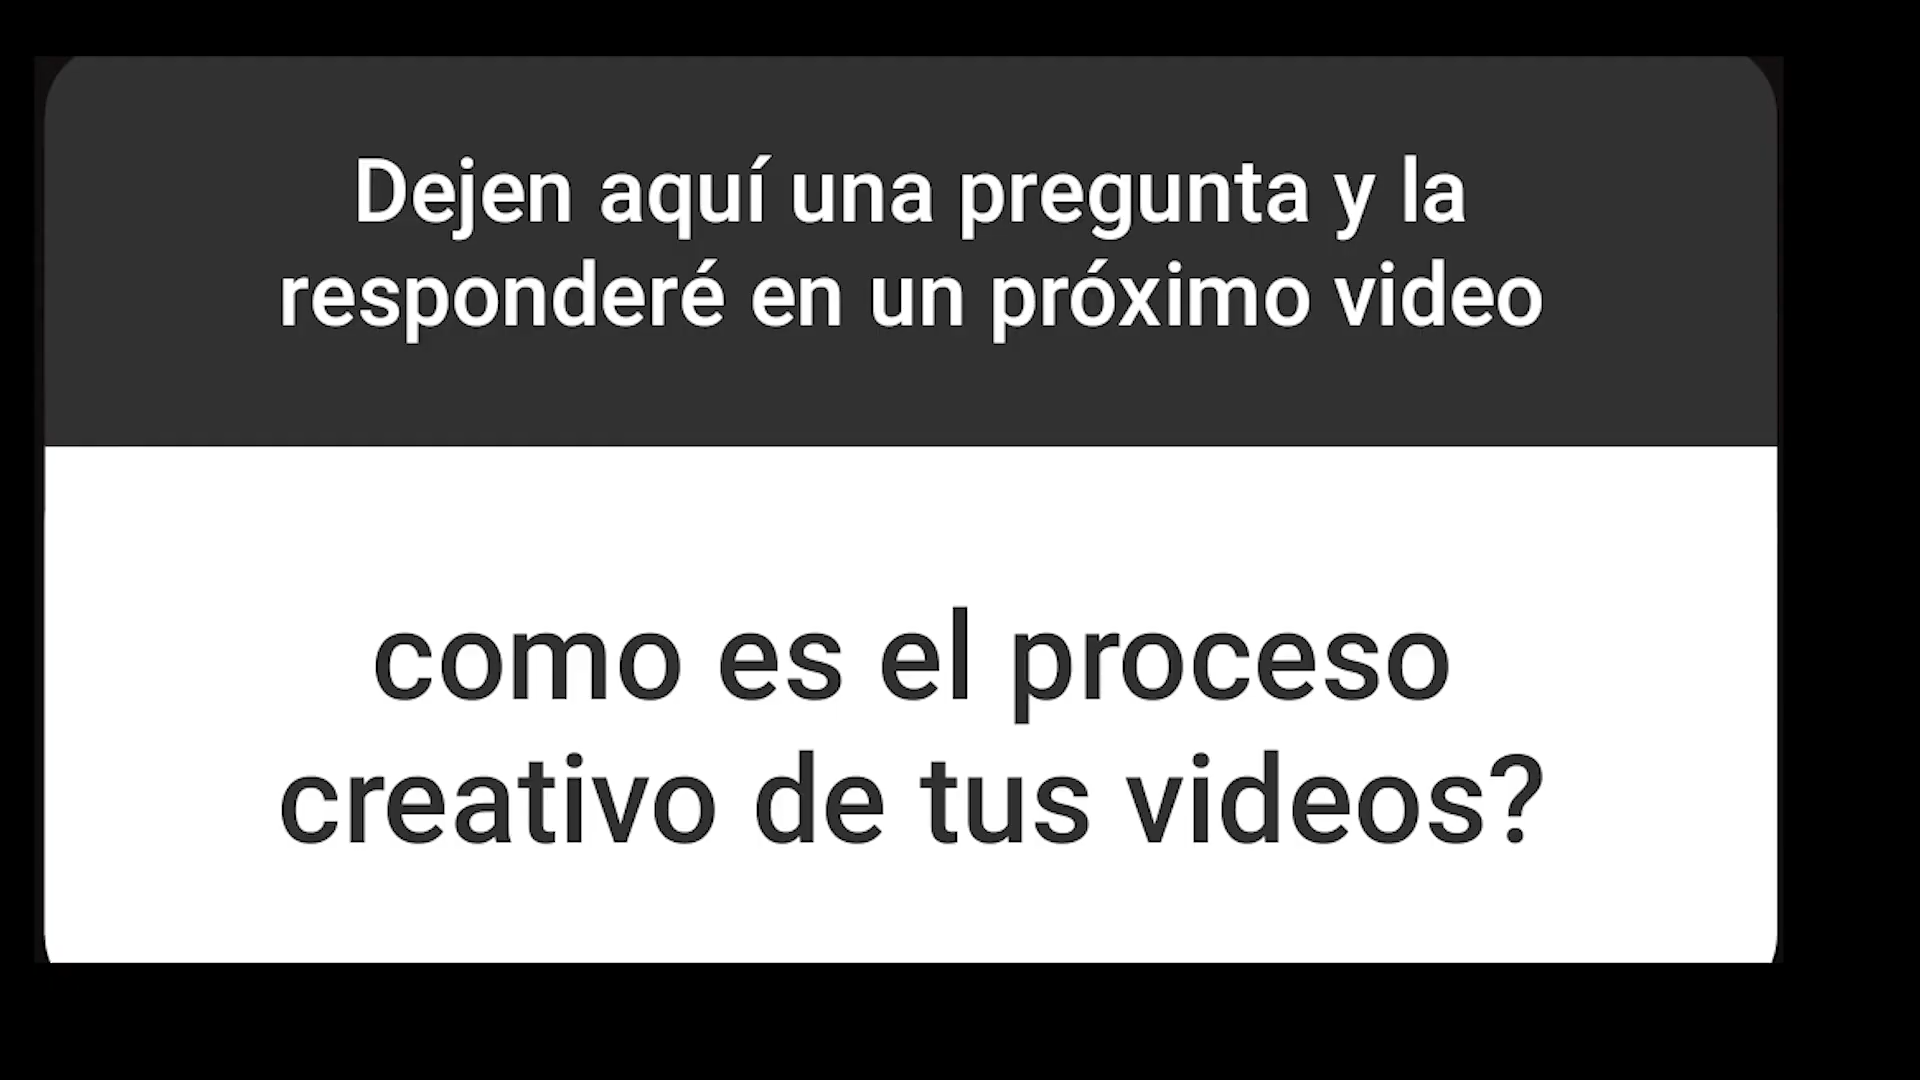 Dejen aquí una pregunta y la
responderé en un próximo video
como es el proceso
creativo de tus videos?